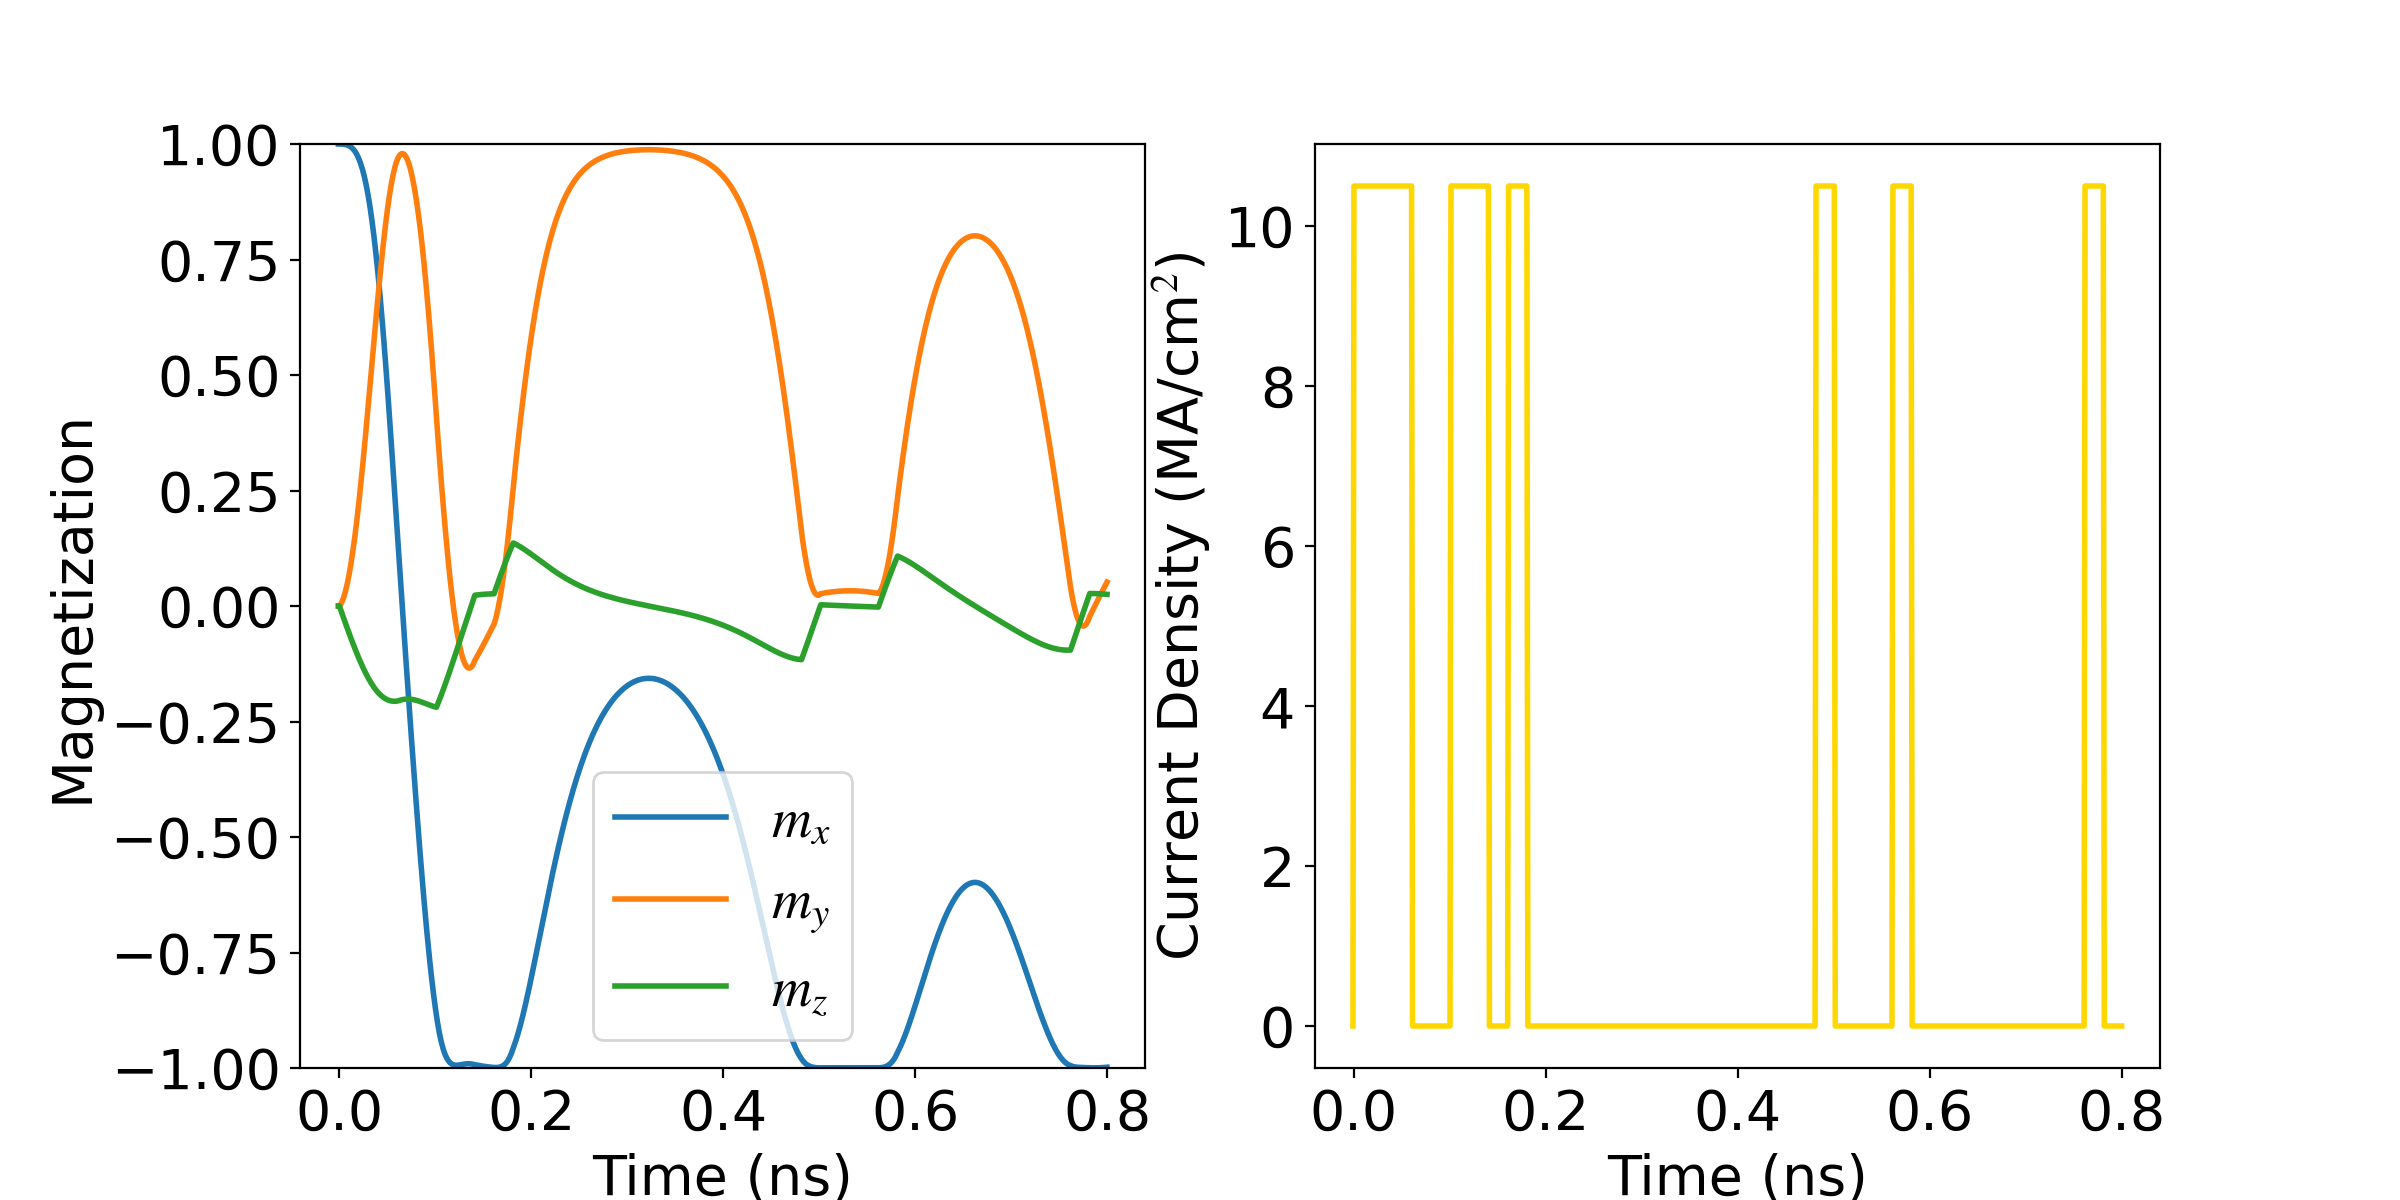 Magnetization
1.00
0.75
0.50
0.25
0.00
−0.25
−0.50
−0.75
−1.00
0.0 0.2 0.4 0.6 0.8
Time (ns)
m_x
m_y
m_z
Current Density (MA/cm²)
10
8
6
4
2
0
0.0 0.2 0.4 0.6 0.8
Time (ns)